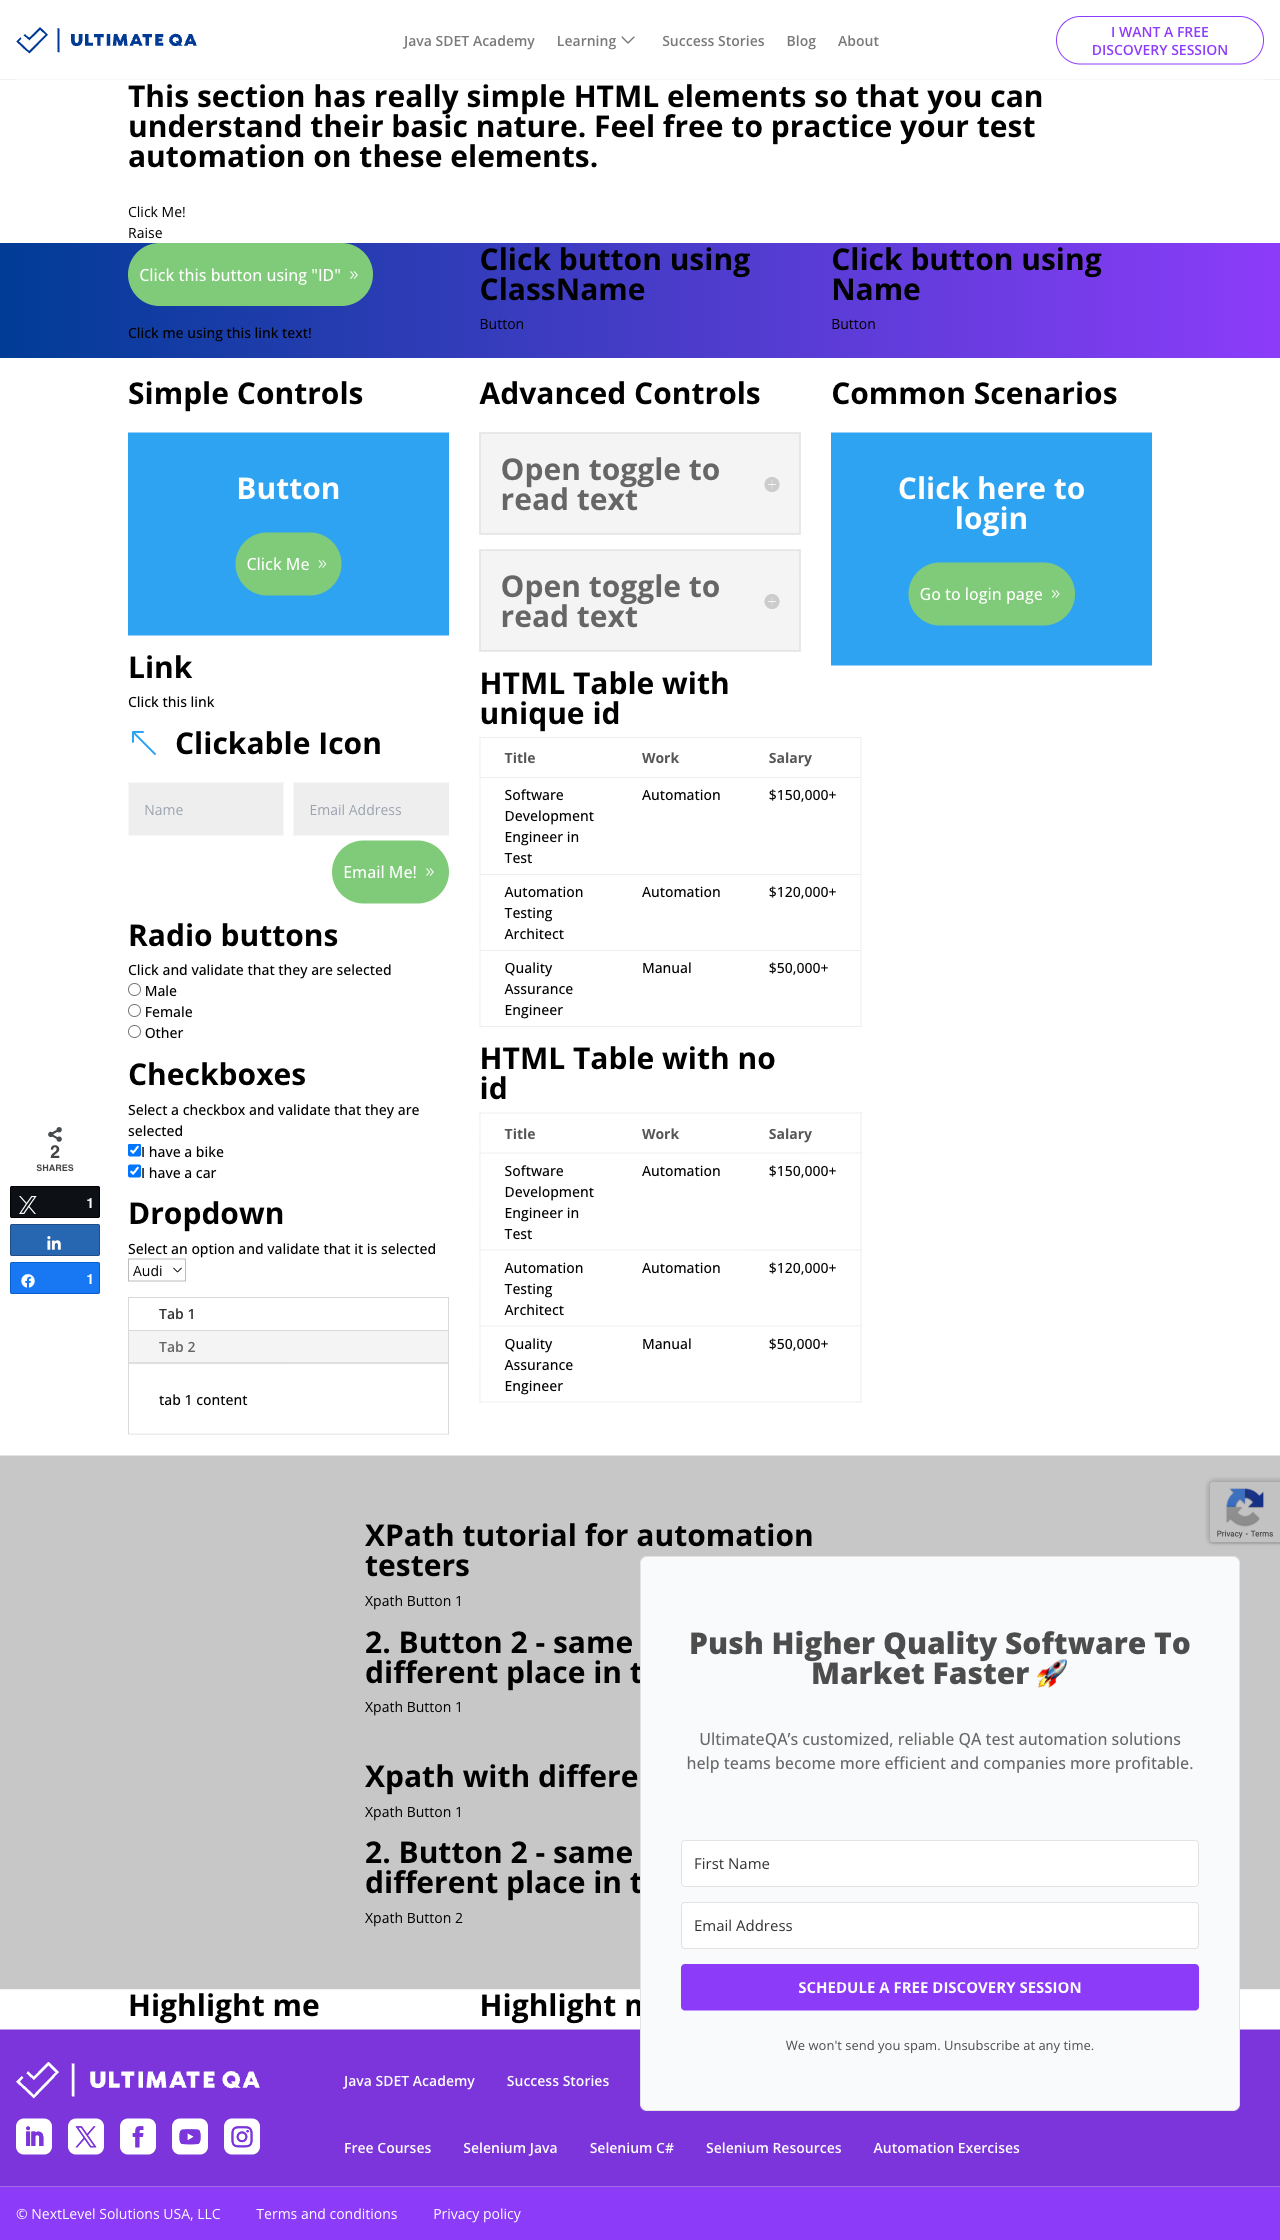 ULTIMATE QA
Java SDET Academy
Learning
Success Stories
Blog
About
I WANT A FREE
DISCOVERY SESSION
This section has really simple HTML elements so that you can
understand their basic nature. Feel free to practice your test
automation on these elements.
Click Me!
Raise
Click this button using "ID"
Click me using this link text!
Click button using
ClassName
Button
Click button using
Name
Button
Simple Controls
Button
Click Me
Link
Click this link
Clickable Icon
Name
Email Address
Email Me!
Radio buttons
Click and validate that they are selected
Male
Female
Other
Checkboxes
Select a checkbox and validate that they are
selected
I have a bike
I have a car
Dropdown
Select an option and validate that it is selected
Audi
Tab 1
Tab 2
tab 1 content
2
SHARES
1
1
Advanced Controls
Open toggle to
read text
Open toggle to
read text
HTML Table with
unique id
Title Work Salary
Software Automation $150,000+
Development
Engineer in
Test
Automation Automation $120,000+
Testing
Architect
Quality Manual $50,000+
Assurance
Engineer
HTML Table with no
id
Title Work Salary
Software Automation $150,000+
Development
Engineer in
Test
Automation Automation $120,000+
Testing
Architect
Quality Manual $50,000+
Assurance
Engineer
Common Scenarios
Click here to
login
Go to login page
Privacy - Terms
XPath tutorial for automation
testers
Xpath Button 1
2. Button 2 - same
different place in
Xpath Button 1
Xpath with differe
Xpath Button 1
2. Button 2 - same
different place in
Xpath Button 2
Highlight me
Highlight
Push Higher Quality Software To
Market Faster 🚀
UltimateQA’s customized, reliable QA test automation solutions
help teams become more efficient and companies more profitable.
First Name
Email Address
SCHEDULE A FREE DISCOVERY SESSION
We won't send you spam. Unsubscribe at any time.
ULTIMATE QA
Java SDET Academy
Success Stories
Free Courses
Selenium Java
Selenium C#
Selenium Resources
Automation Exercises
© NextLevel Solutions USA, LLC
Terms and conditions
Privacy policy